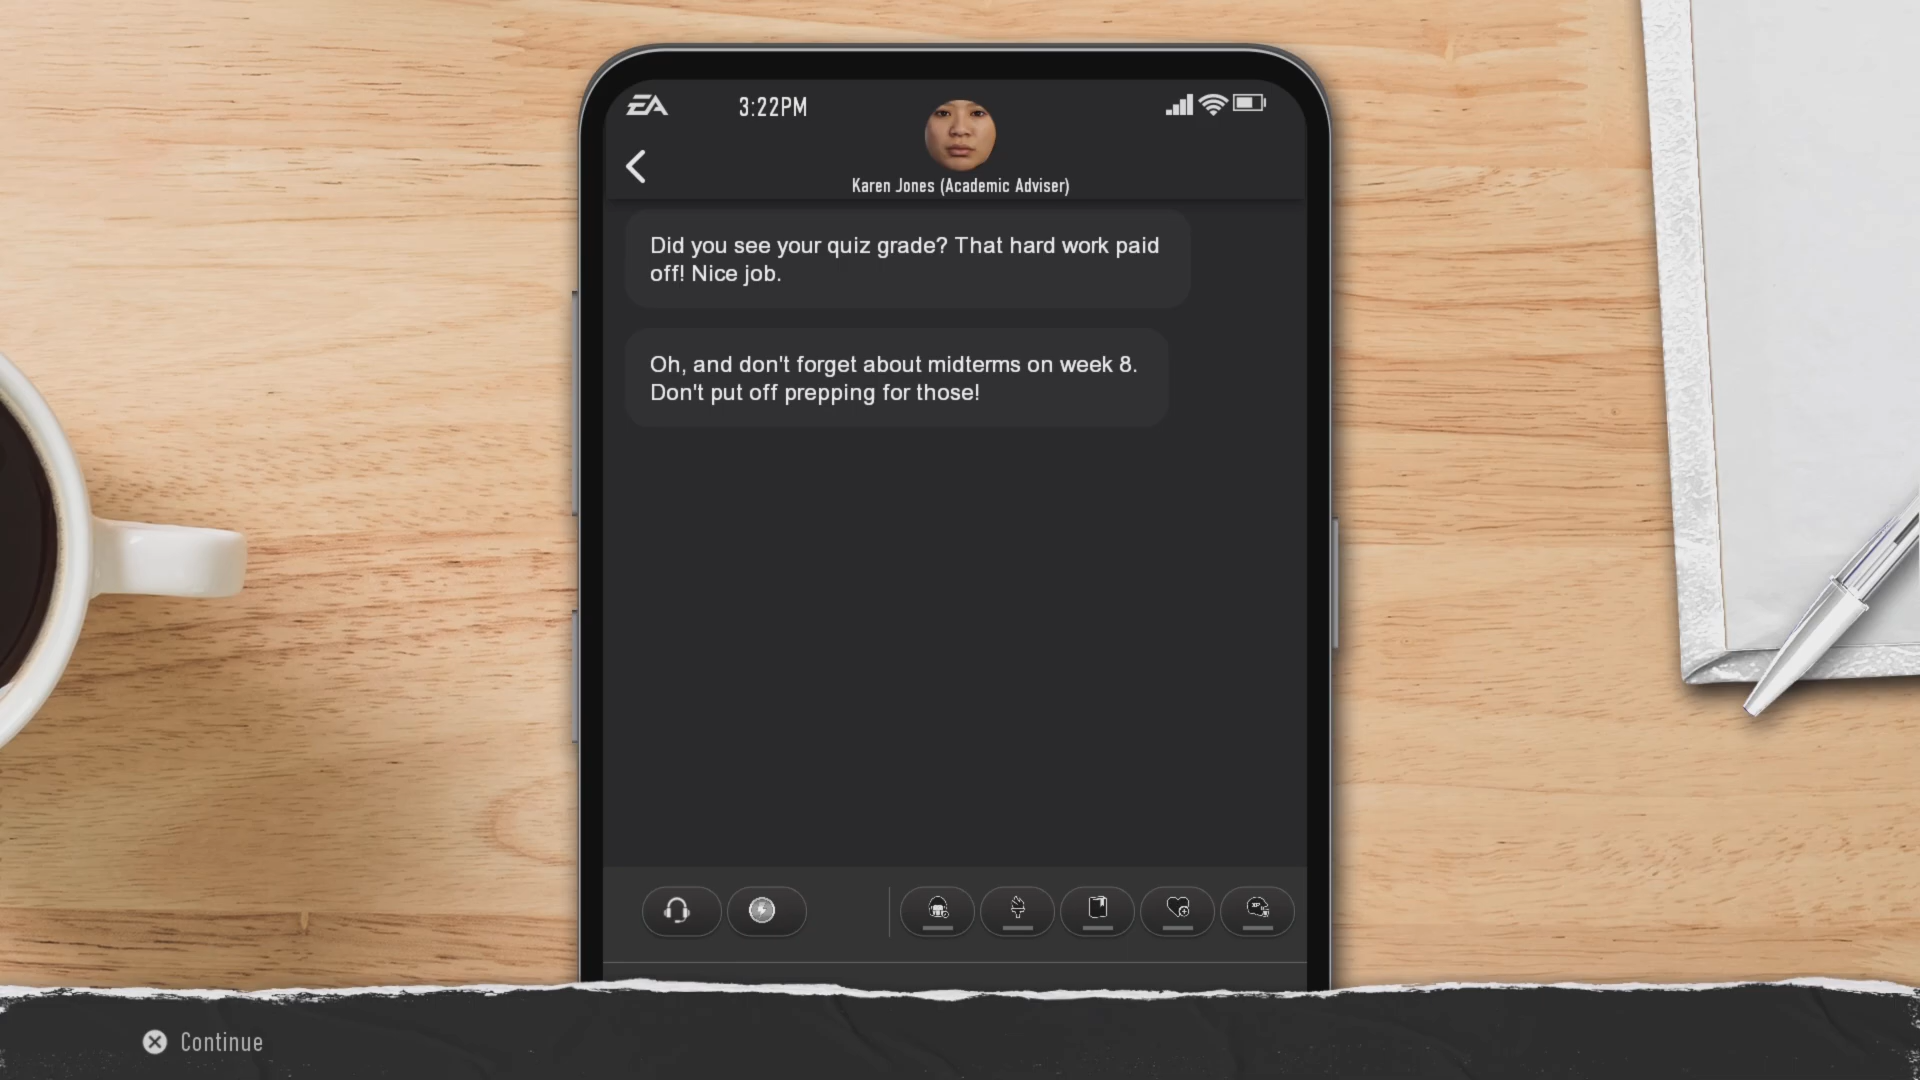 EA
3:22PM
Karen Jones (Academic Adviser)
Did you see your quiz grade? That hard work paid
off! Nice job.
Oh, and don't forget about midterms on week 8.
Don't put off prepping for those!
XP
Continue